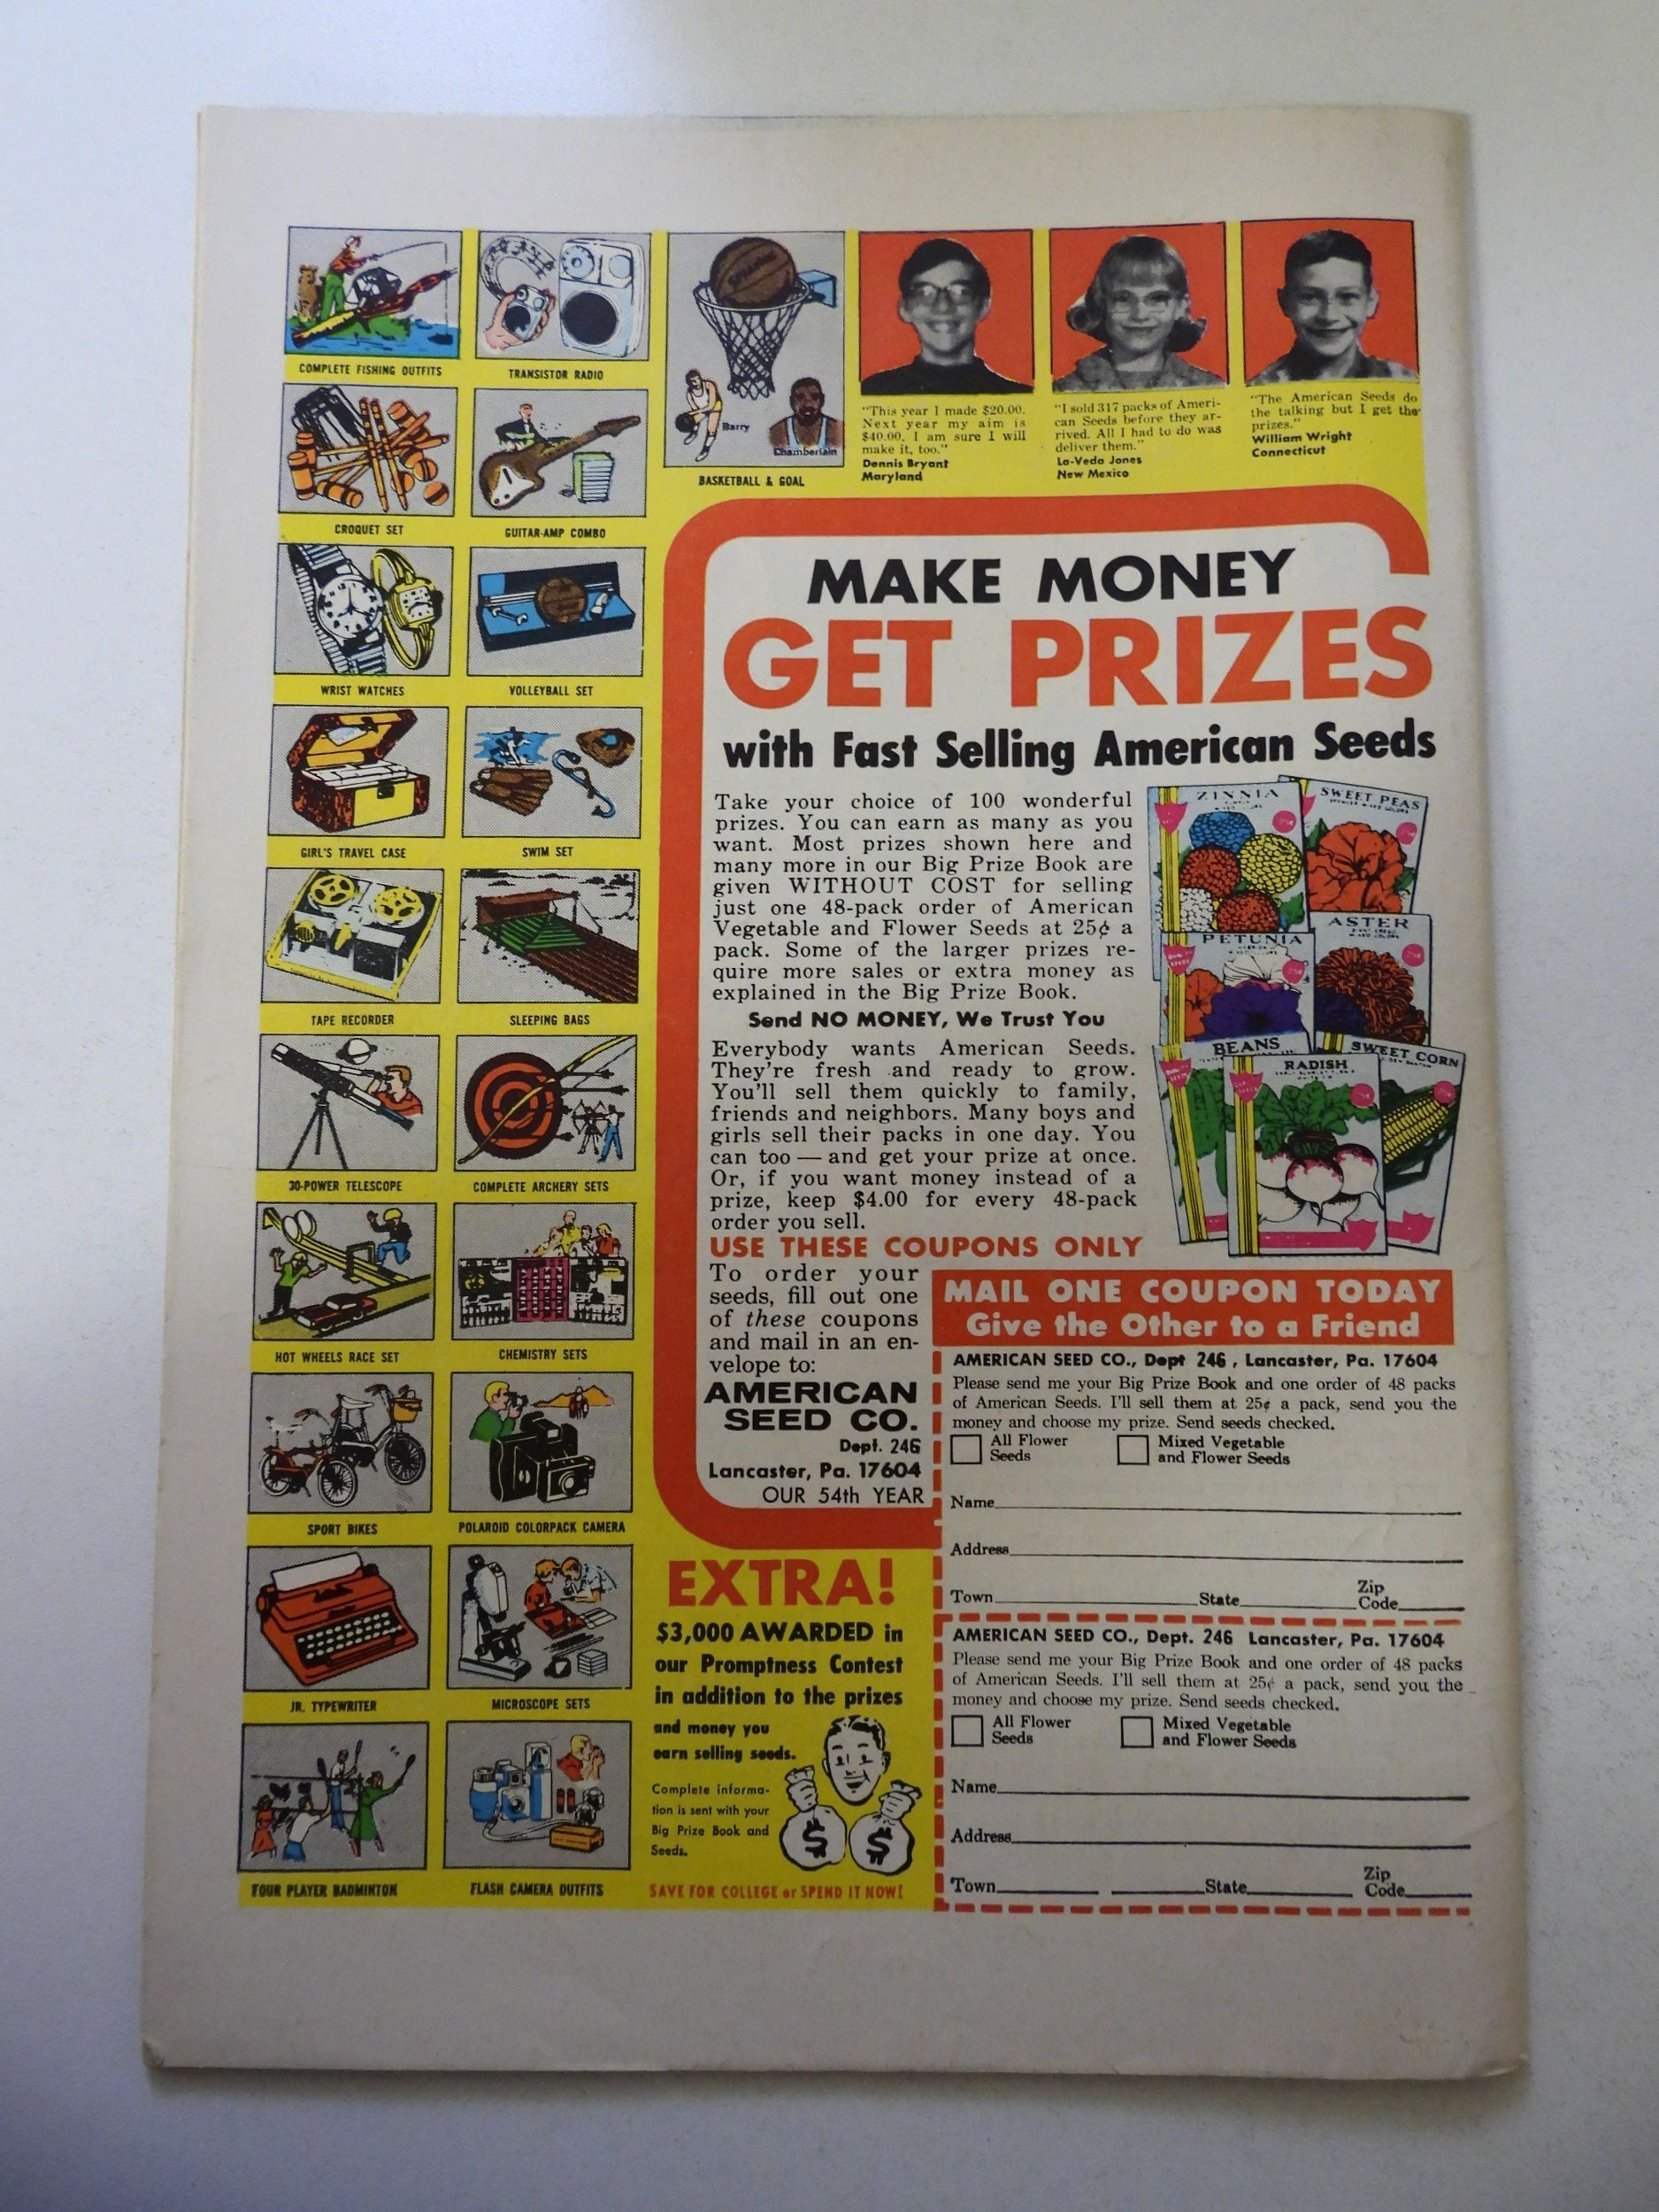 COMPLETE FISHING OUTFITS
TRANSISTOR RADIO
Barry
Chamberlain
BASKETBALL & GOAL
CROQUET SET
GUITAR-AMP COMBO
WRIST WATCHES
VOLLEYBALL SET
GIRL'S TRAVEL CASE
SWIM SET
TAPE RECORDER
SLEEPING BAGS
30-POWER TELESCOPE
COMPLETE ARCHERY SETS
HOT WHEELS RACE SET
CHEMISTRY SETS
SPORT BIKES
POLAROID COLORPACK CAMERA
JR. TYPEWRITER
MICROSCOPE SETS
FOUR PLAYER BADMINTON
FLASH CAMERA OUTFITS
"This year I made $20.00.
Next year my aim is
$40.00. I am sure I will
make it, too."
Dennis Bryant
Maryland
"I sold 317 packs of Ameri-
can Seeds before they ar-
rived. All I had to do was
deliver them."
La-Veda Jones
New Mexico
"The American Seeds do
the talking but I get the
prizes."
William Wright
Connecticut
MAKE MONEY
GET PRIZES
with Fast Selling American Seeds
Take your choice of 100 wonderful
prizes. You can earn as many as you
want. Most prizes shown here and
many more in our Big Prize Book are
given WITHOUT COST for selling
just one 48-pack order of American
Vegetable and Flower Seeds at 25¢ a
pack. Some of the larger prizes re-
quire more sales or extra money as
explained in the Big Prize Book.
Send NO MONEY, We Trust You
Everybody wants American Seeds.
They're fresh and ready to grow.
You'll sell them quickly to family,
friends and neighbors. Many boys and
girls sell their packs in one day. You
can too — and get your prize at once.
Or, if you want money instead of a
prize, keep $4.00 for every 48-pack
order you sell.
ZINNIA
SWEET PEAS
25¢
PETUNIA
25¢
ASTER
25¢
BEANS
RADISH
SWEET CORN
USE THESE COUPONS ONLY
To order your
seeds, fill out one
of these coupons
and mail in an en-
velope to:
AMERICAN
SEED CO.
Dept. 246
Lancaster, Pa. 17604
OUR 54th YEAR
MAIL ONE COUPON TODAY
Give the Other to a Friend
AMERICAN SEED CO., Dept 246, Lancaster, Pa. 17604
Please send me your Big Prize Book and one order of 48 packs
of American Seeds. I'll sell them at 25¢ a pack, send you the
money and choose my prize. Send seeds checked.
All Flower
Seeds
Mixed Vegetable
and Flower Seeds
Name
Address
Town State Zip
Code
AMERICAN SEED CO., Dept. 246 Lancaster, Pa. 17604
Please send me your Big Prize Book and one order of 48 packs
of American Seeds. I'll sell them at 25¢ a pack, send you the
money and choose my prize. Send seeds checked.
All Flower
Seeds
Mixed Vegetable
and Flower Seeds
Name
Address
Town State Zip
Code
EXTRA!
$3,000 AWARDED in
our Promptness Contest
in addition to the prizes
and money you
earn selling seeds.
Complete informa-
tion is sent with your
Big Prize Book and
Seeds.
$ $
SAVE FOR COLLEGE or SPEND IT NOW!